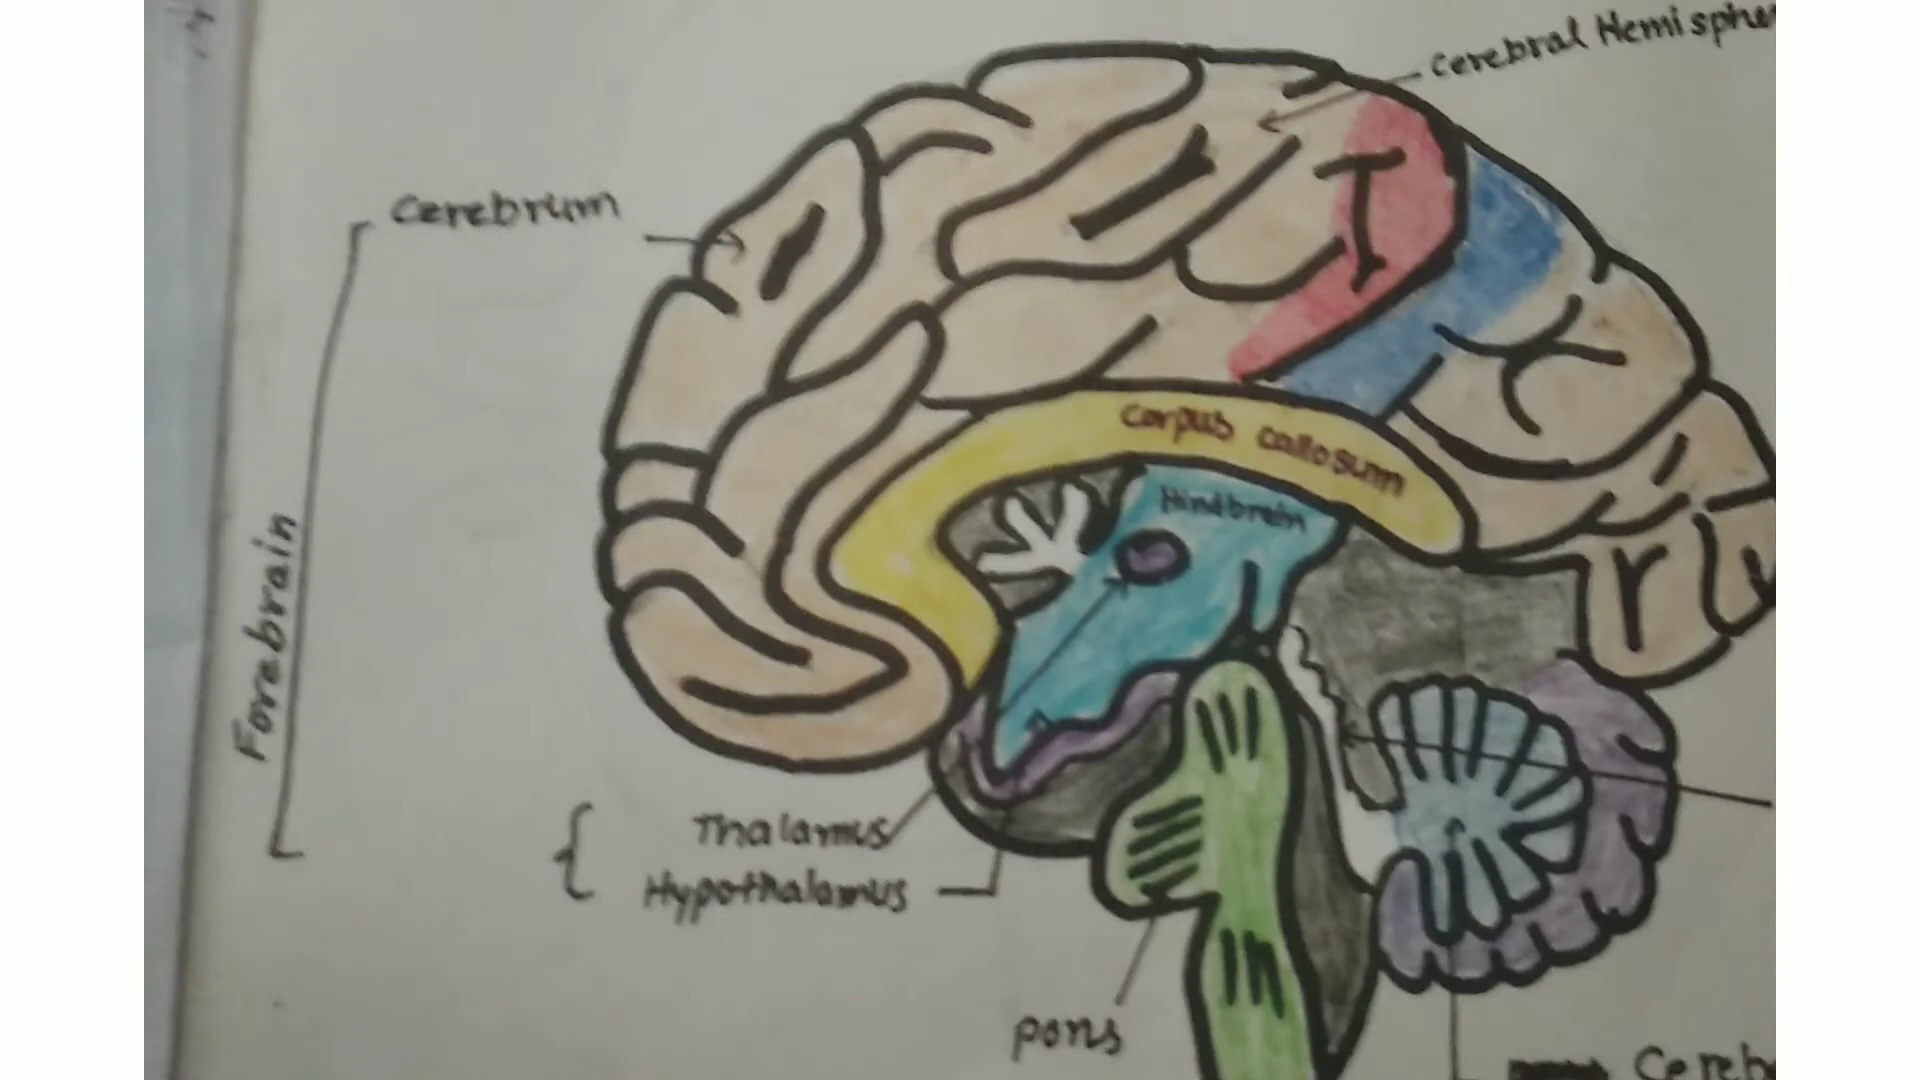 Cerebral Hemisphe
Cerebrum
Corpus callosum
Hindbrain
Forebrain
Thalamus
Hypothalamus
pons
Cereb